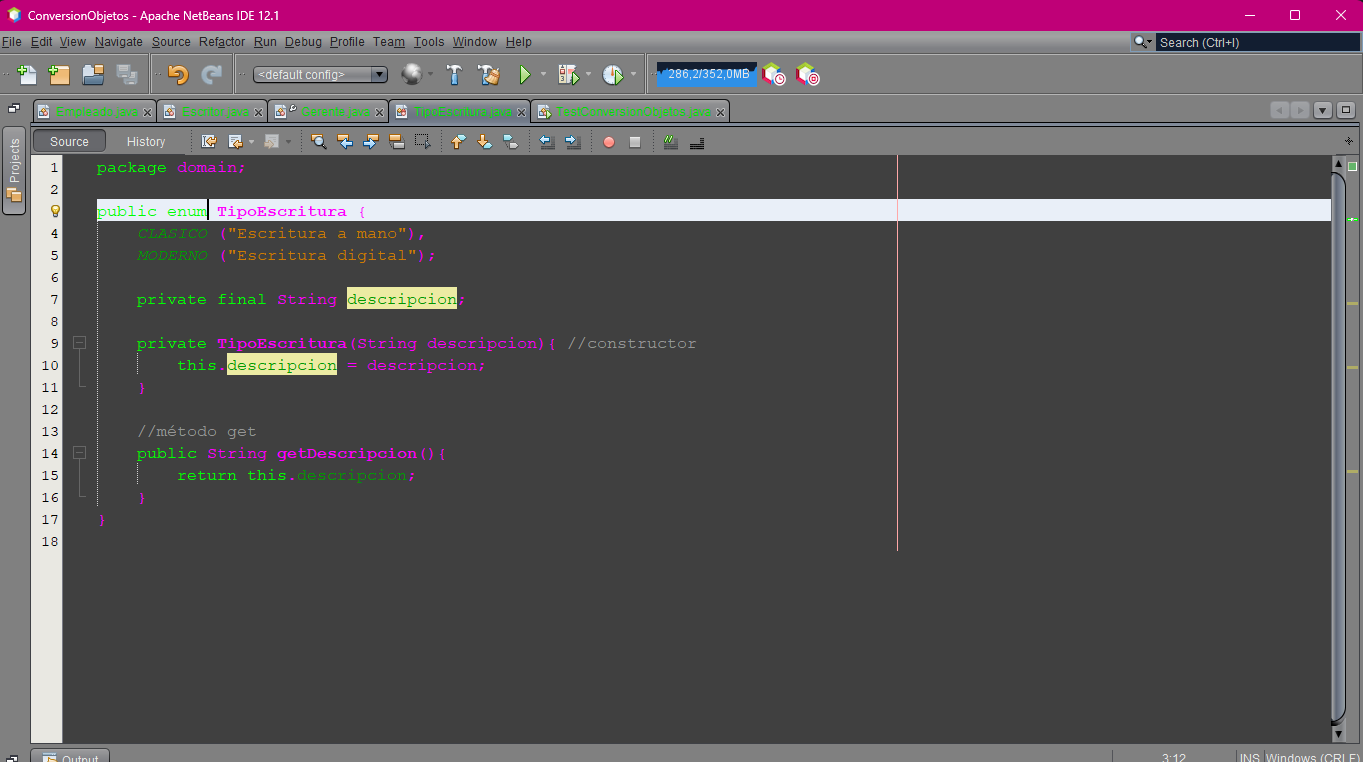 ConversionObjetos - Apache NetBeans IDE 12.1
File Edit View Navigate Source Refactor Run Debug Profile Team Tools Window Help
Search (Ctrl+I)
<default config>
286,2/352,0MB
Empleado.java Escritor.java Gerente.java TipoEscritura.java TestConversionObjetos.java
Projects
Source History
1 package domain;
2
public enum TipoEscritura {
4 CLASICO ("Escritura a mano"),
5 MODERNO ("Escritura digital");
6
7 private final String descripcion;
8
9 private TipoEscritura(String descripcion){ //constructor
10 this.descripcion = descripcion;
11 }
12
13 //método get
14 public String getDescripcion(){
15 return this.descripcion;
16 }
17 }
18
Output
3:12 INS Windows (CRLF)